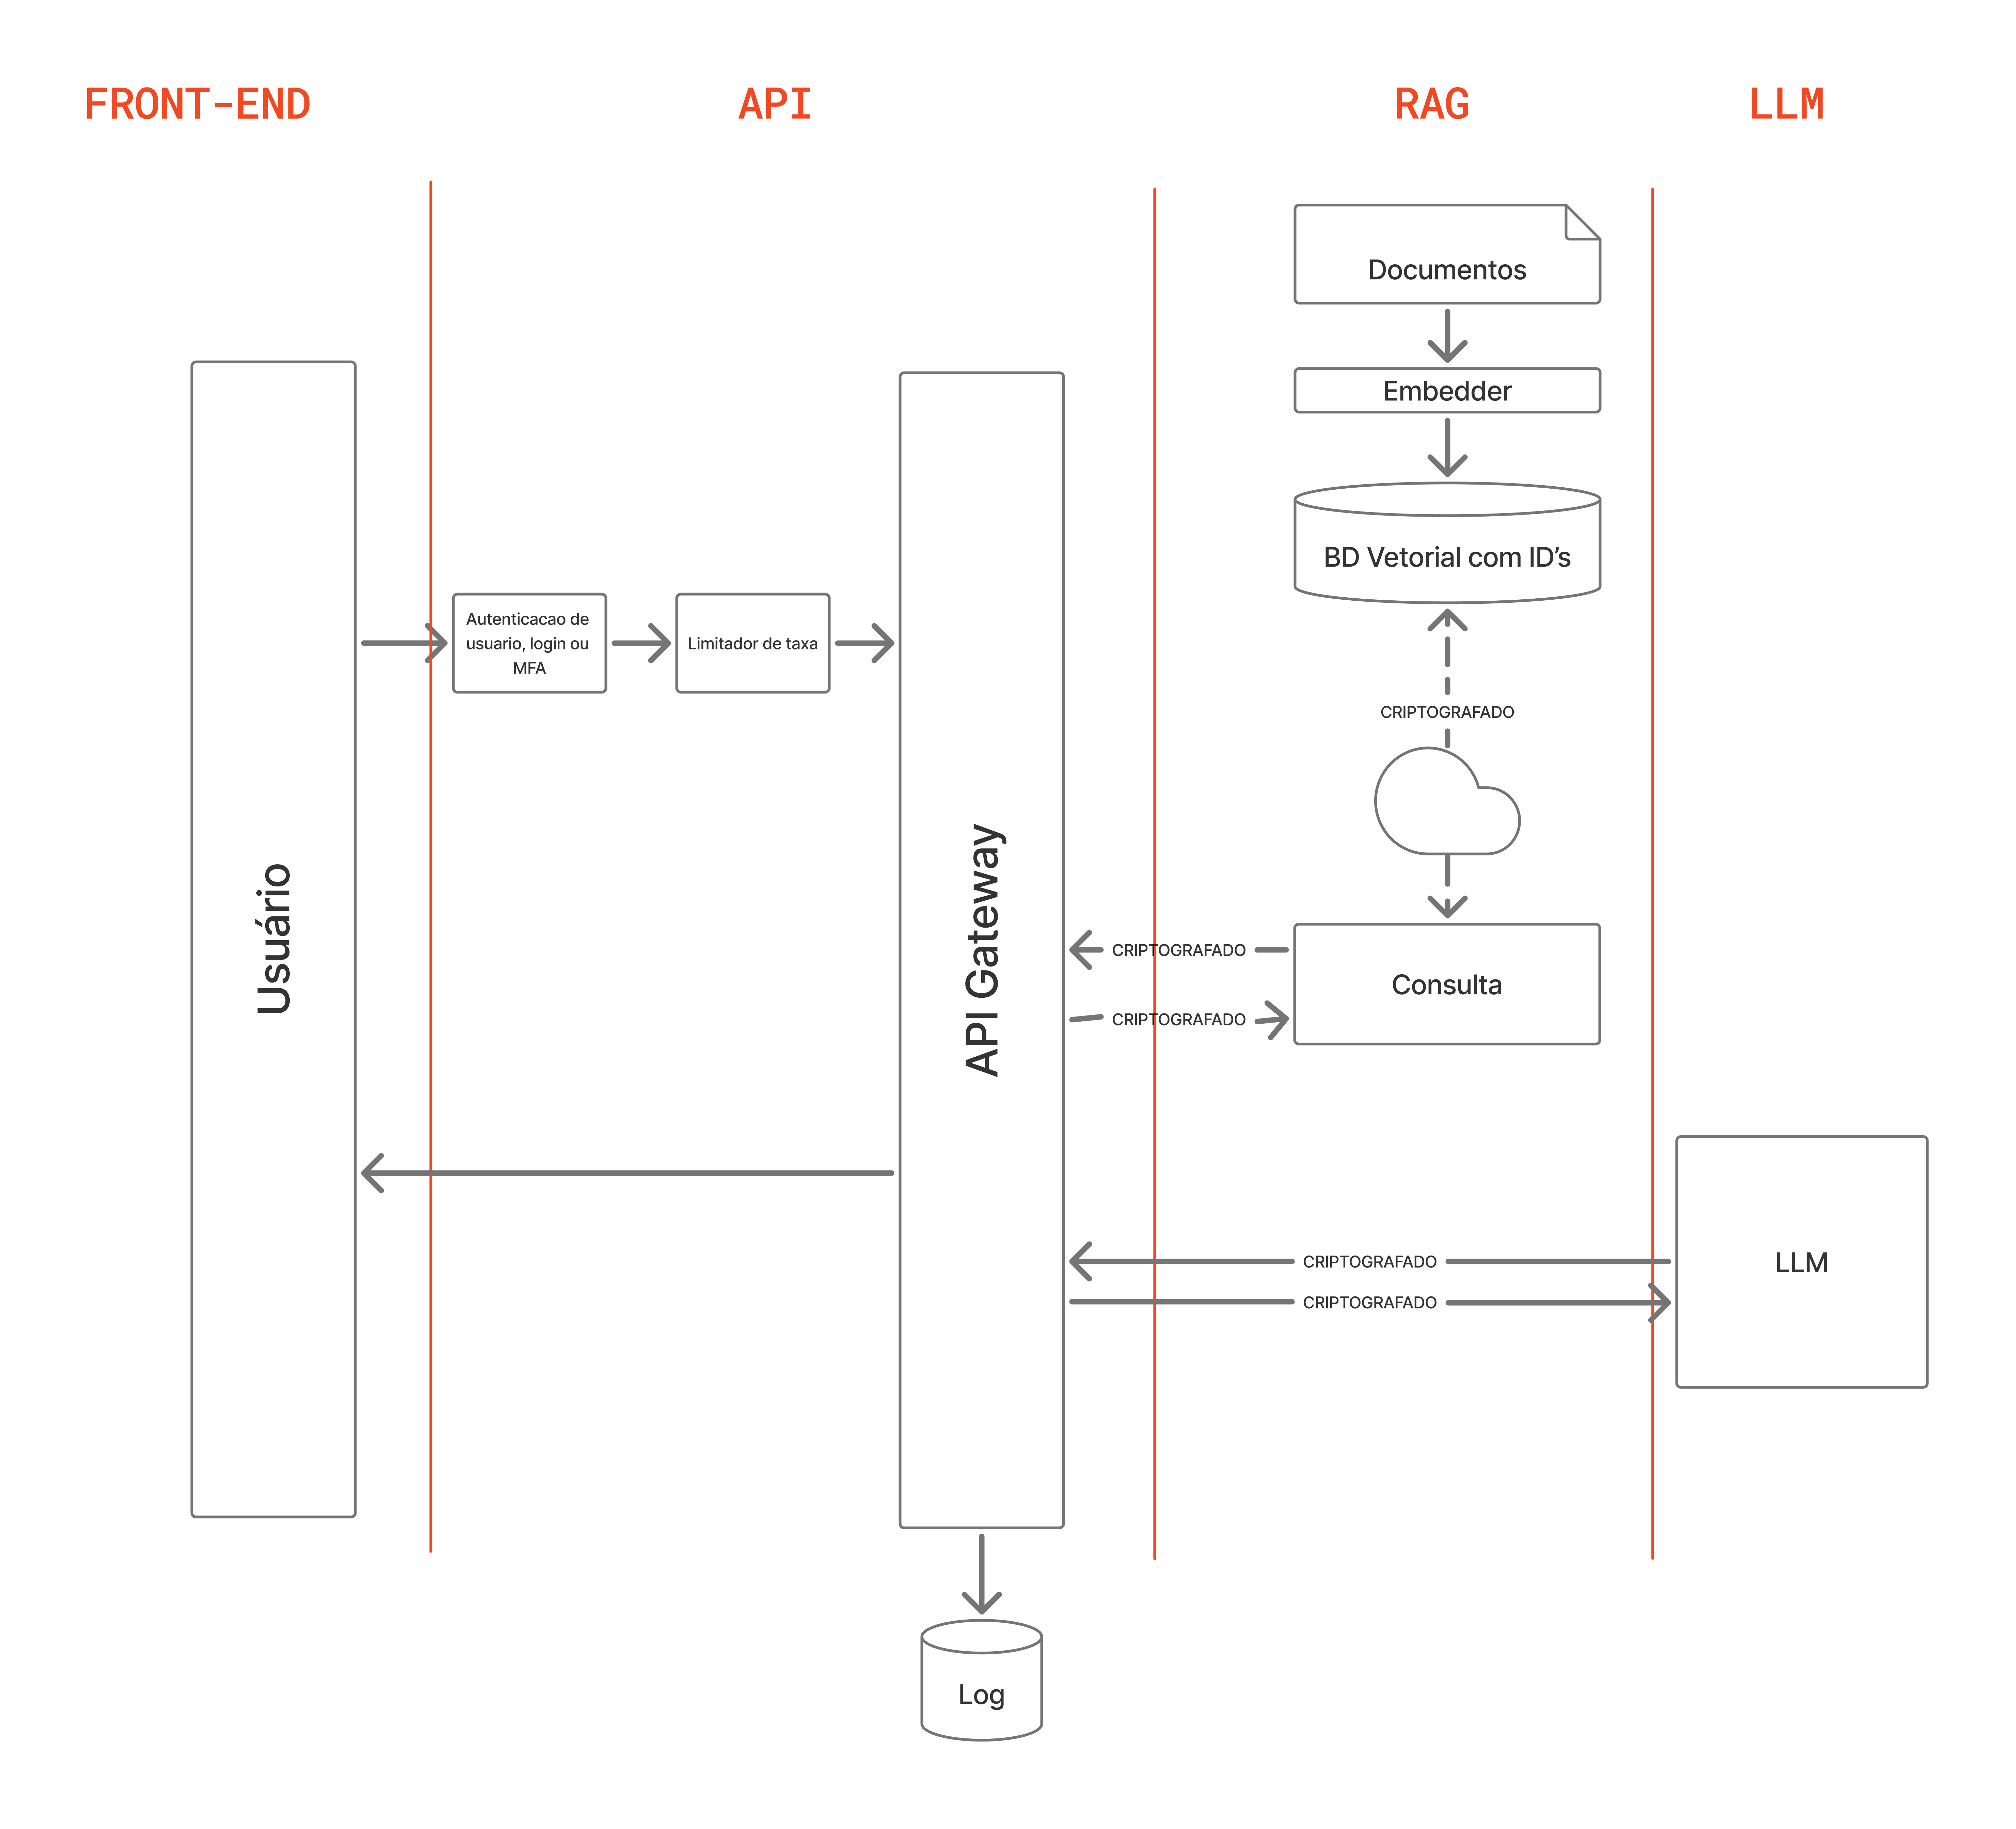 FRONT-END
API
RAG
LLM
Documentos
Embedder
BD Vetorial com ID’s
Autenticacao de
usuario, login ou
MFA
Limitador de taxa
CRIPTOGRAFADO
Usuário
API Gateway
CRIPTOGRAFADO
Consulta
CRIPTOGRAFADO
CRIPTOGRAFADO
LLM
CRIPTOGRAFADO
Log